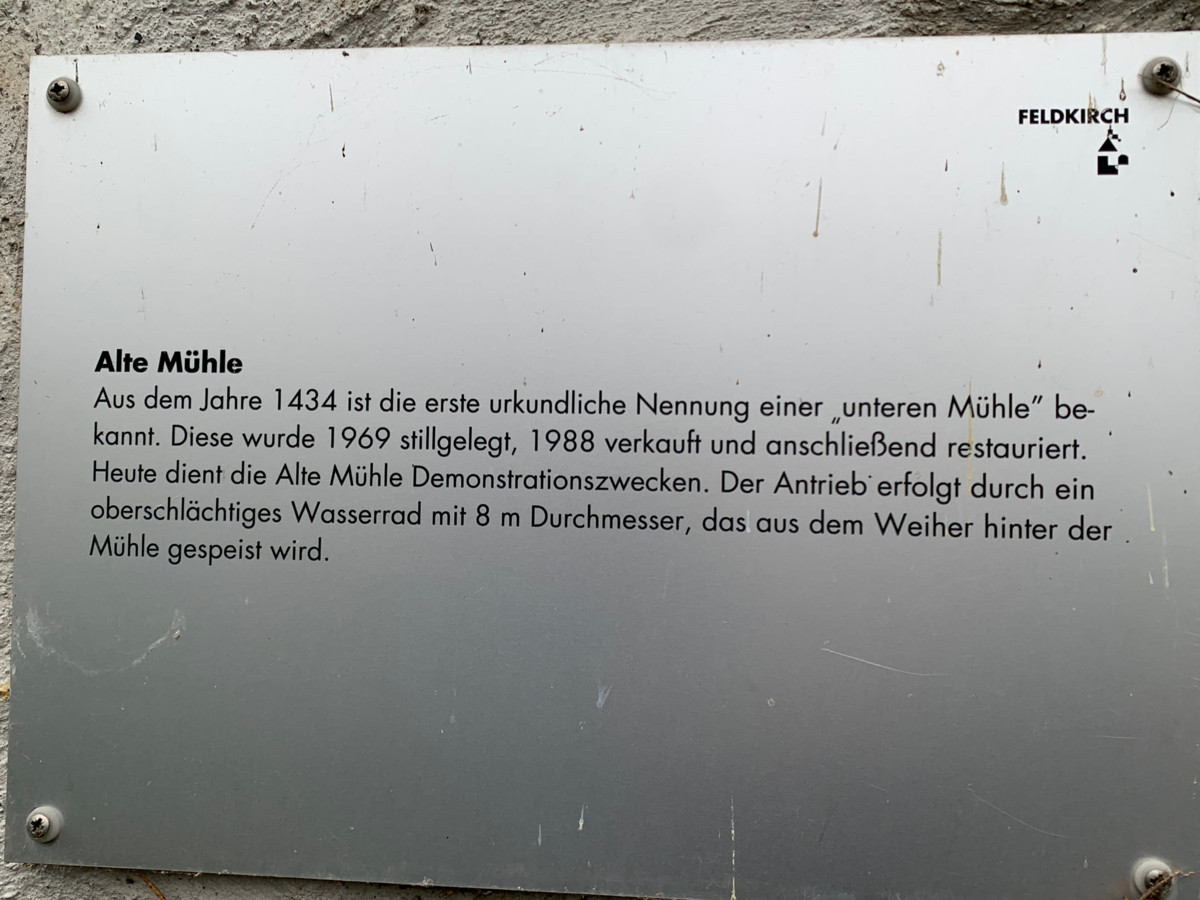 FELDKIRCH
Alte Mühle
Aus dem Jahre 1434 ist die erste urkundliche Nennung einer „unteren Mühle” be-
kannt. Diese wurde 1969 stillgelegt, 1988 verkauft und anschließend restauriert.
Heute dient die Alte Mühle Demonstrationszwecken. Der Antrieb erfolgt durch ein
oberschlächtiges Wasserrad mit 8 m Durchmesser, das aus dem Weiher hinter der
Mühle gespeist wird.